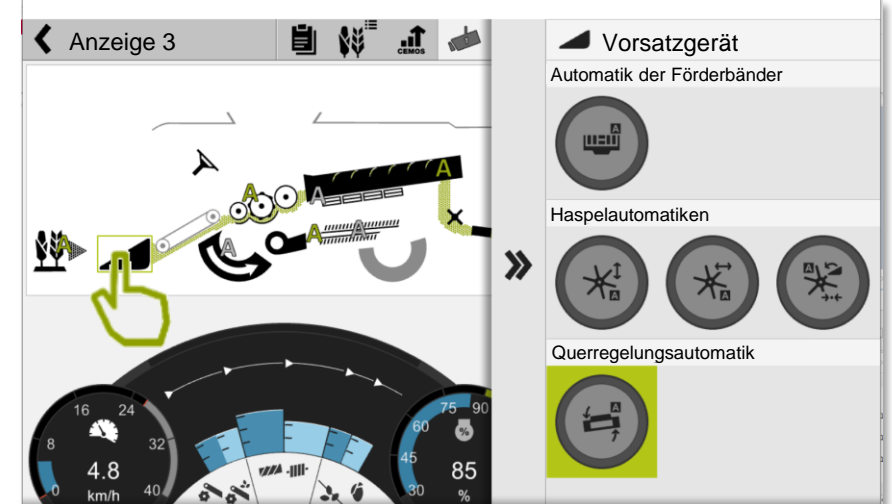 Anzeige 3
CEMOS
Vorsatzgerät
Automatik der Förderbänder
A
Haspelautomatiken
A
A
A
Querregelungsautomatik
A
A
A
A
A
A
A
A
0
8
16
24
32
40
4.8
km/h
30
45
60
75
90
%
85
%